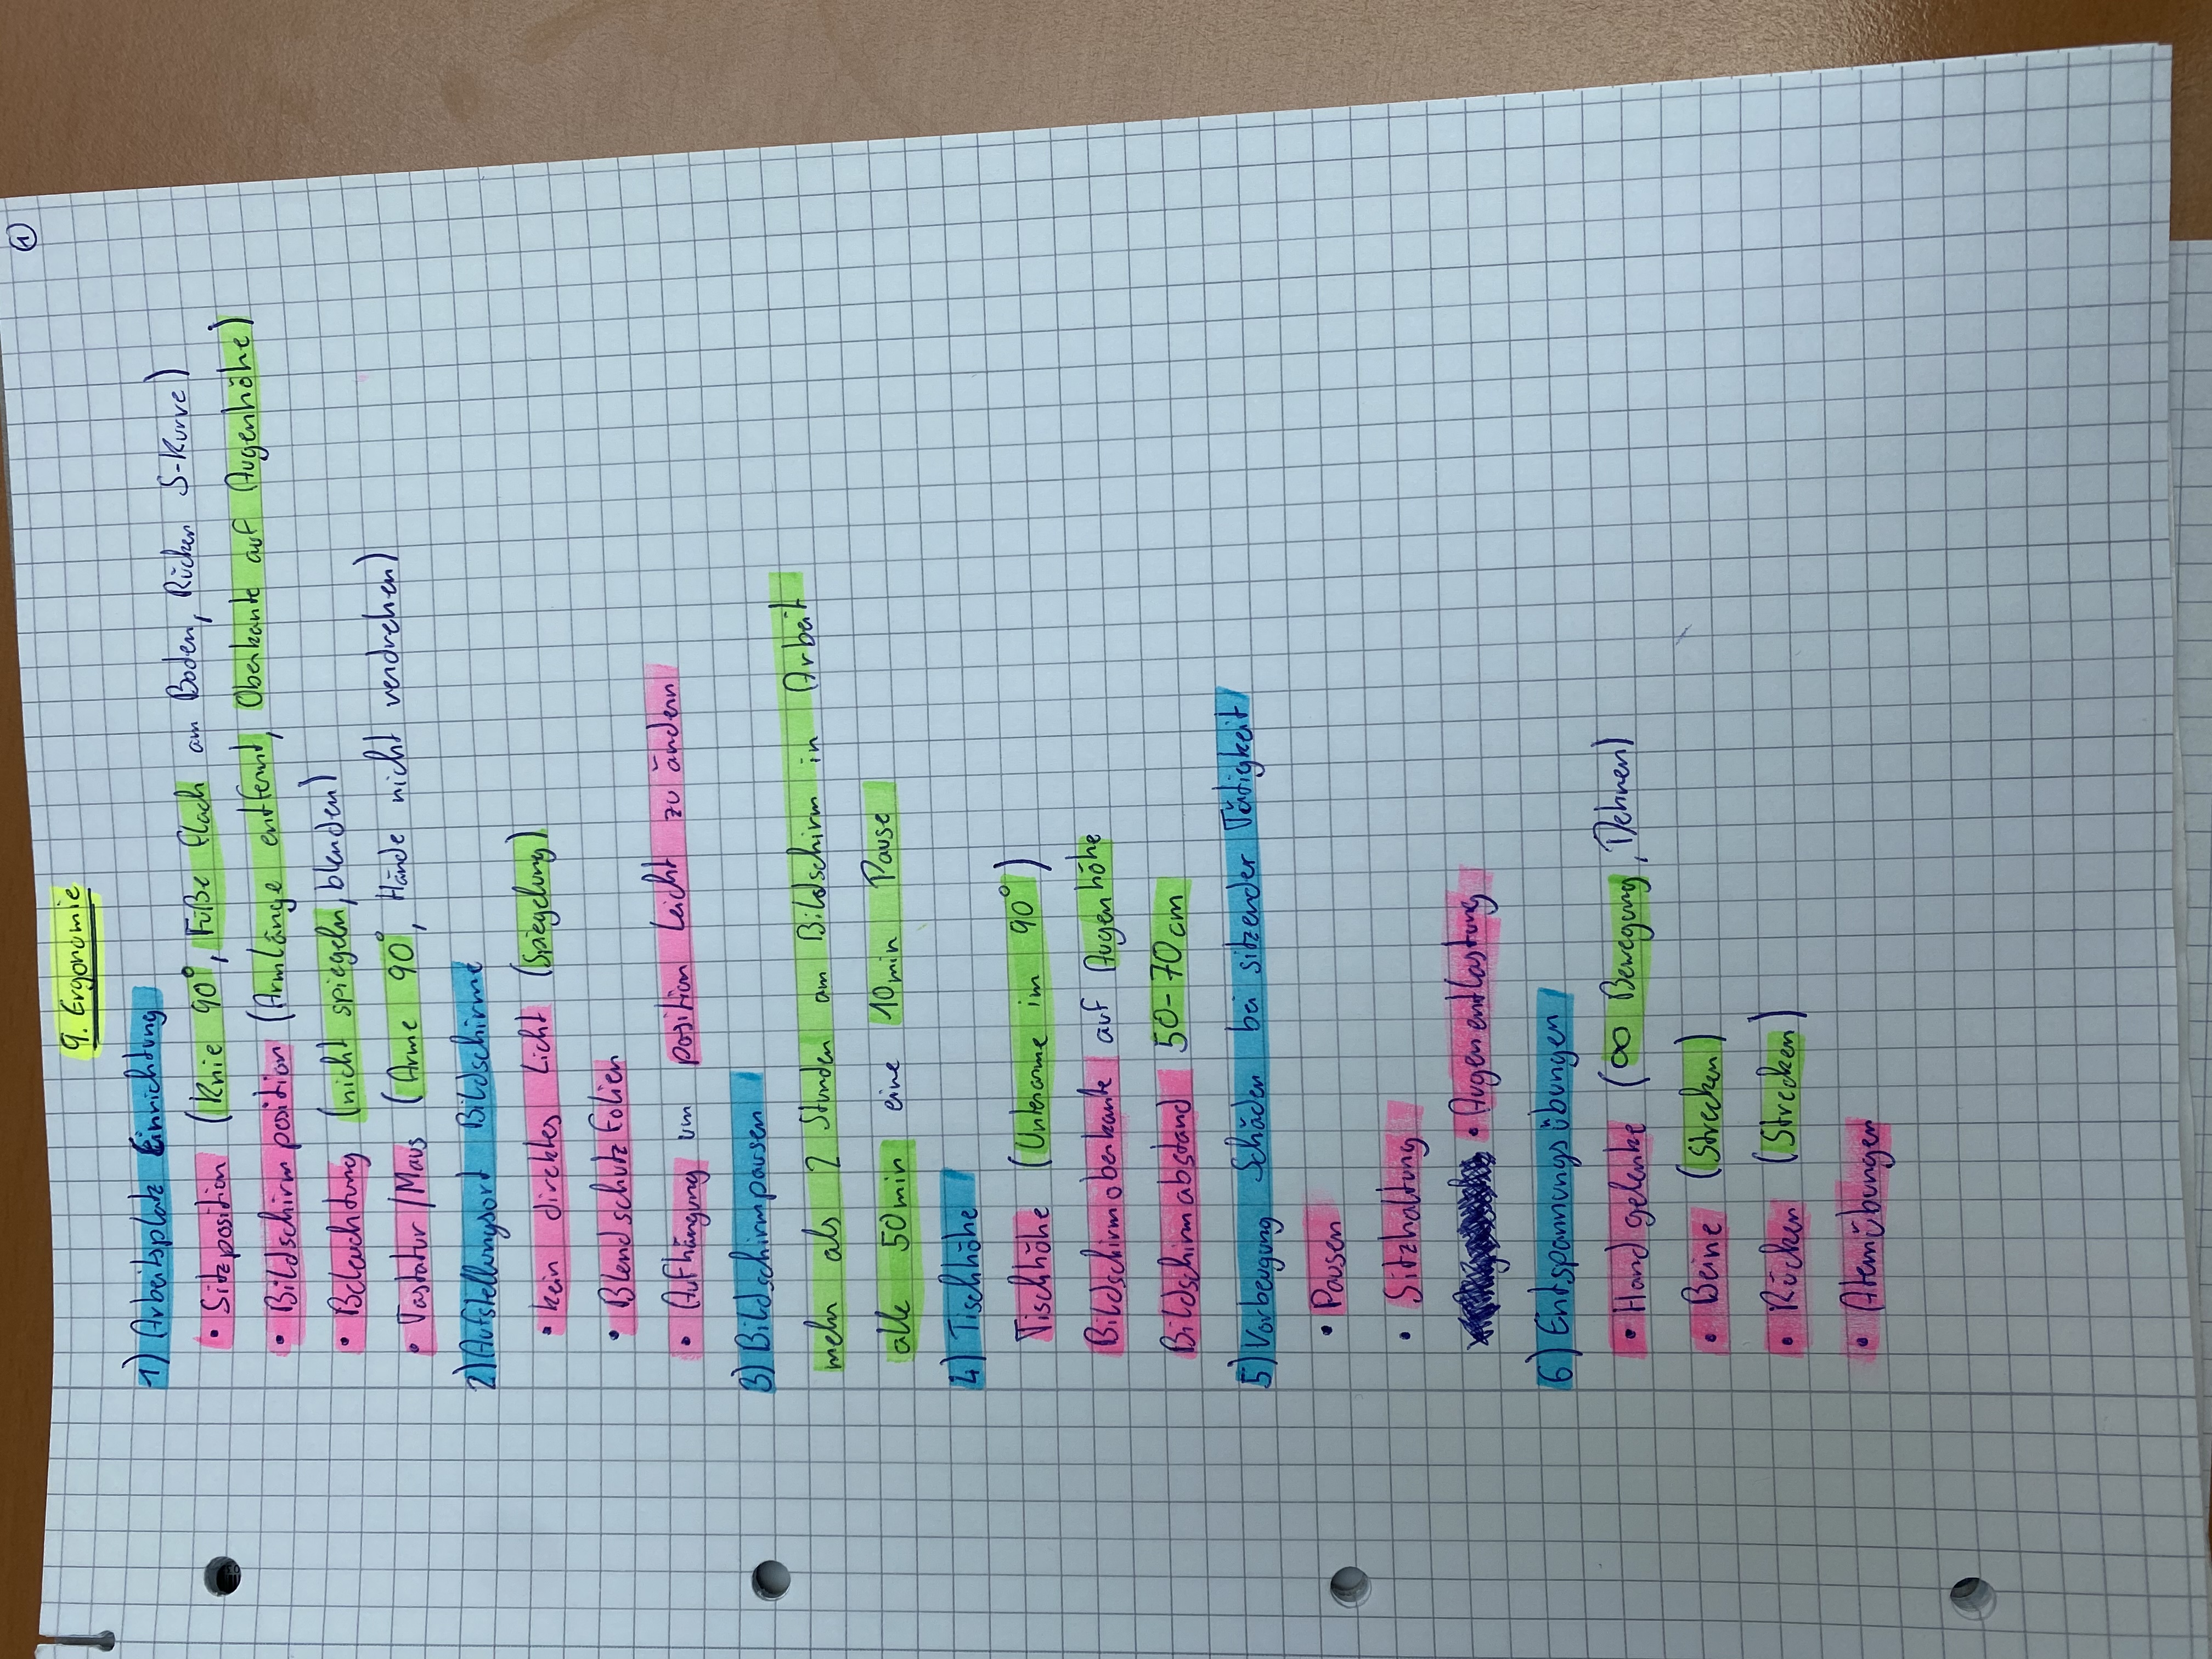 ①
9. Ergonomie
1) Arbeitsplatz Einrichtung
• Sitzposition (Knie 90°, Füße flach am Boden, Rücken S-Kurve)
• Bildschirmposition (Armlänge entfernt, Oberkante auf Augenhöhe)
• Beleuchtung (nicht spiegeln, blenden)
• Tastatur/Maus (Arme 90°, Hände nicht verdrehen)
2) Aufstellungsort Bildschirme
• kein direktes Licht (Spiegelung)
• Blendschutzfolien
• Aufhängung um position leicht zu ändern
3) Bildschirmpausen
mehr als 2 Stunden am Bildschirm in Arbeit
alle 50min eine 10min Pause
4) Tischhöhe
Tischhöhe (Unterarme im 90°)
Bildschirmoberkante auf Augenhöhe
Bildschirmabstand 50-70cm
5) Vorbeugung Schäden bei sitzender Tätigkeit
• Pausen
• Sitzhaltung
• Augenentlastung
6) Entspannungsübungen
• Handgelenke (∞ Bewegung, Dehnen)
• Beine (Strecken)
• Rücken (Strecken)
• Atemübungen